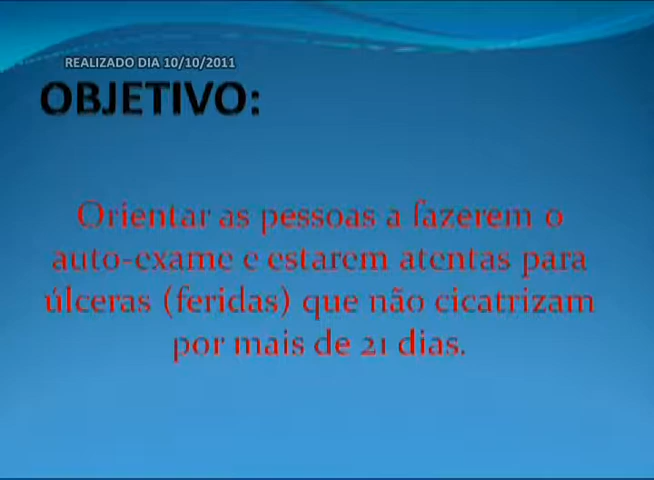 REALIZADO DIA 10/10/2011
OBJETIVO:
Orientar as pessoas a fazerem o
auto-exame e estarem atentas para
úlceras (feridas) que não cicatrizam
por mais de 21 dias.